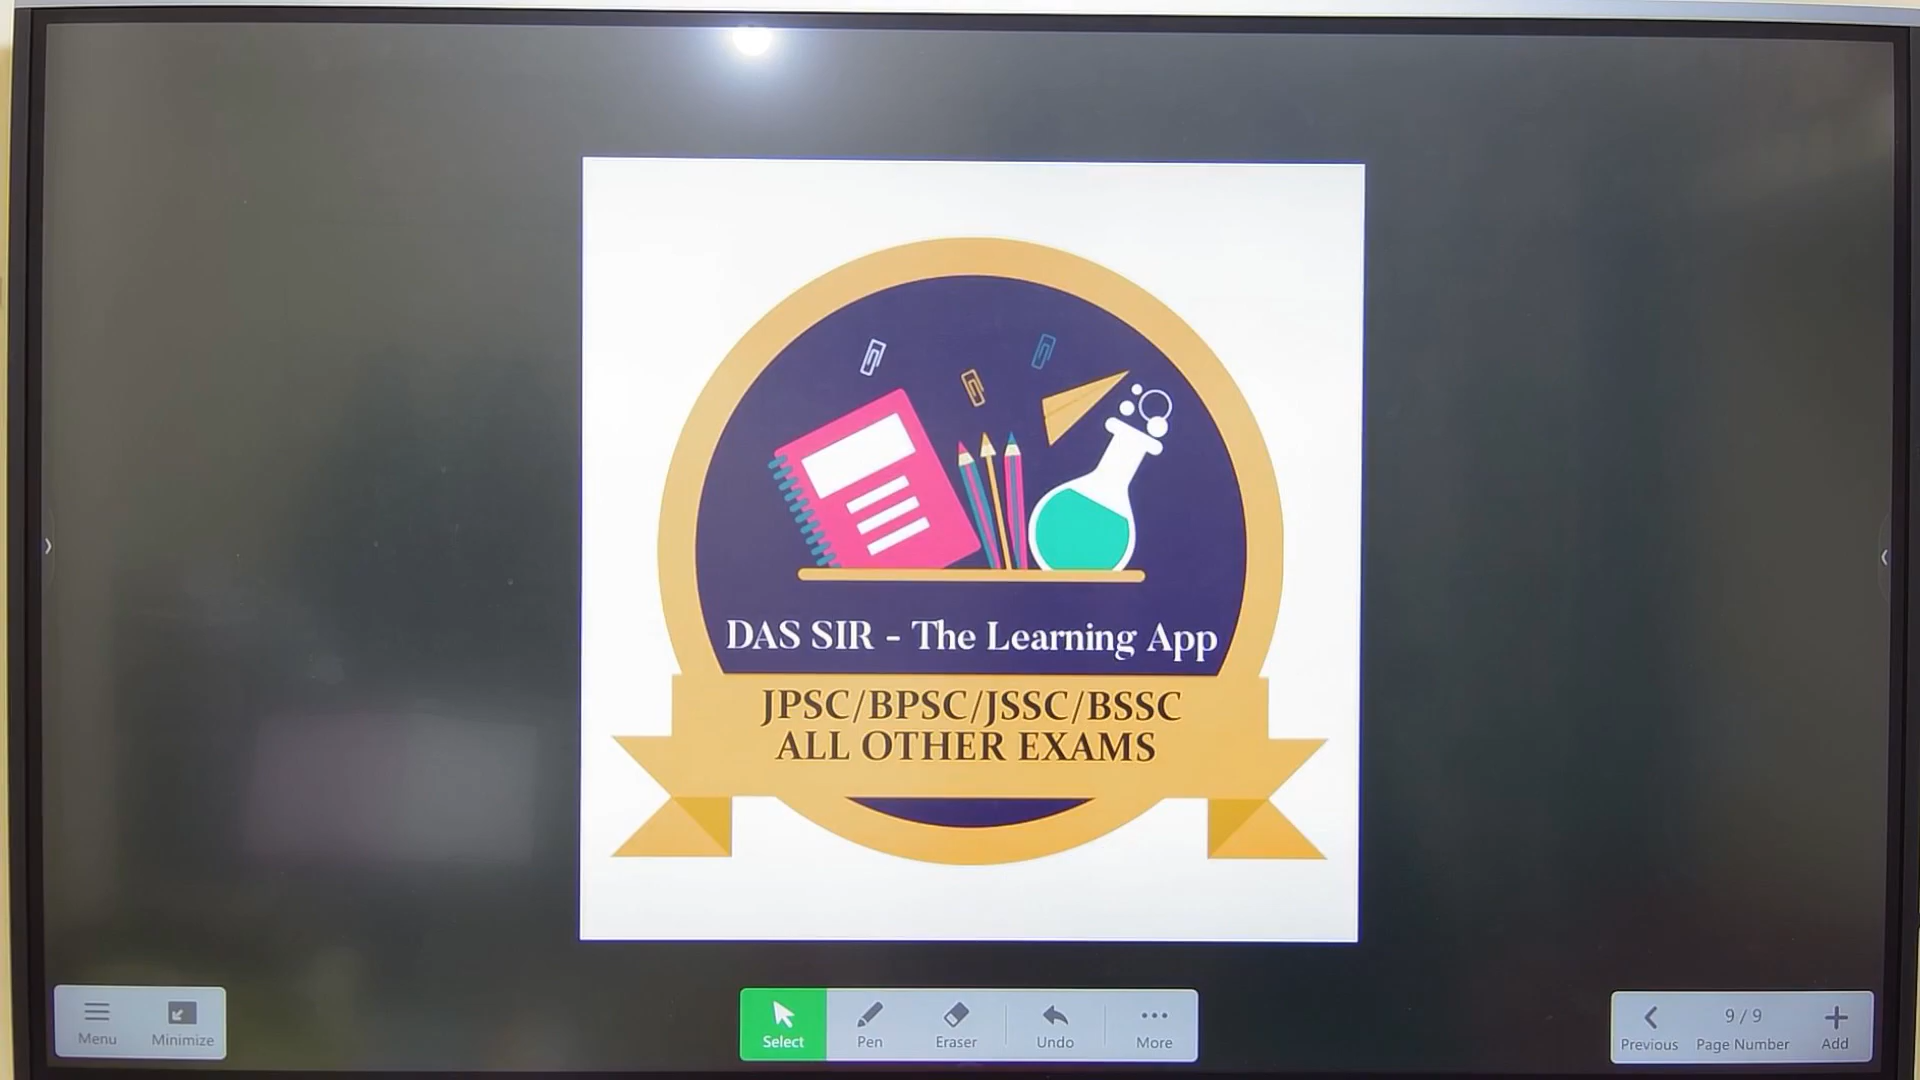 DAS SIR - The Learning App
JPSC/BPSC/JSSC/BSSC
ALL OTHER EXAMS
Menu
Minimize
Select
Pen
Eraser
Undo
More
Previous
9 / 9
Page Number
Add